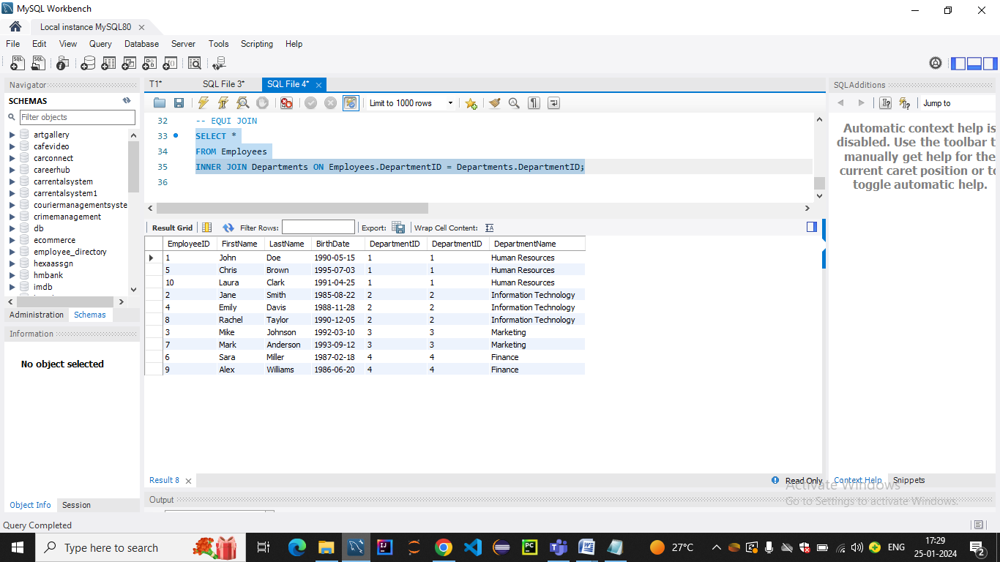 MySQL Workbench
Local instance MySQL80
File Edit View Query Database Server Tools Scripting Help
Navigator
SCHEMAS
Filter objects
artgallery
cafevideo
carconnect
careerhub
carrentalsystem
carrentalsystem1
couriermanagementsyste
crimemanagement
db
ecommerce
employee_directory
hexaassgn
hmbank
imdb
Administration Schemas
Information
No object selected
Object Info Session
T1* SQL File 3* SQL File 4*
Limit to 1000 rows
32 -- EQUI JOIN
33 SELECT *
34 FROM Employees
35 INNER JOIN Departments ON Employees.DepartmentID = Departments.DepartmentID;
36
Result Grid Filter Rows: Export: Wrap Cell Content:
EmployeeID FirstName LastName BirthDate DepartmentID DepartmentID DepartmentName
1 John Doe 1990-05-15 1 1 Human Resources
5 Chris Brown 1995-07-03 1 1 Human Resources
10 Laura Clark 1991-04-25 1 1 Human Resources
2 Jane Smith 1985-08-22 2 2 Information Technology
4 Emily Davis 1988-11-28 2 2 Information Technology
8 Rachel Taylor 1990-12-05 2 2 Information Technology
3 Mike Johnson 1992-03-10 3 3 Marketing
7 Mark Anderson 1993-09-12 3 3 Marketing
6 Sara Miller 1987-02-18 4 4 Finance
9 Alex Williams 1986-06-20 4 4 Finance
Result 8
Read Only
Output
SQLAdditions
Jump to
Automatic context help is
disabled. Use the toolbar t
manually get help for the
current caret position or to
toggle automatic help.
Context Help Snippets
Activate Windows
Go to Settings to activate Windows.
Query Completed
Type here to search
27°C
ENG
17:29
25-01-2024
2